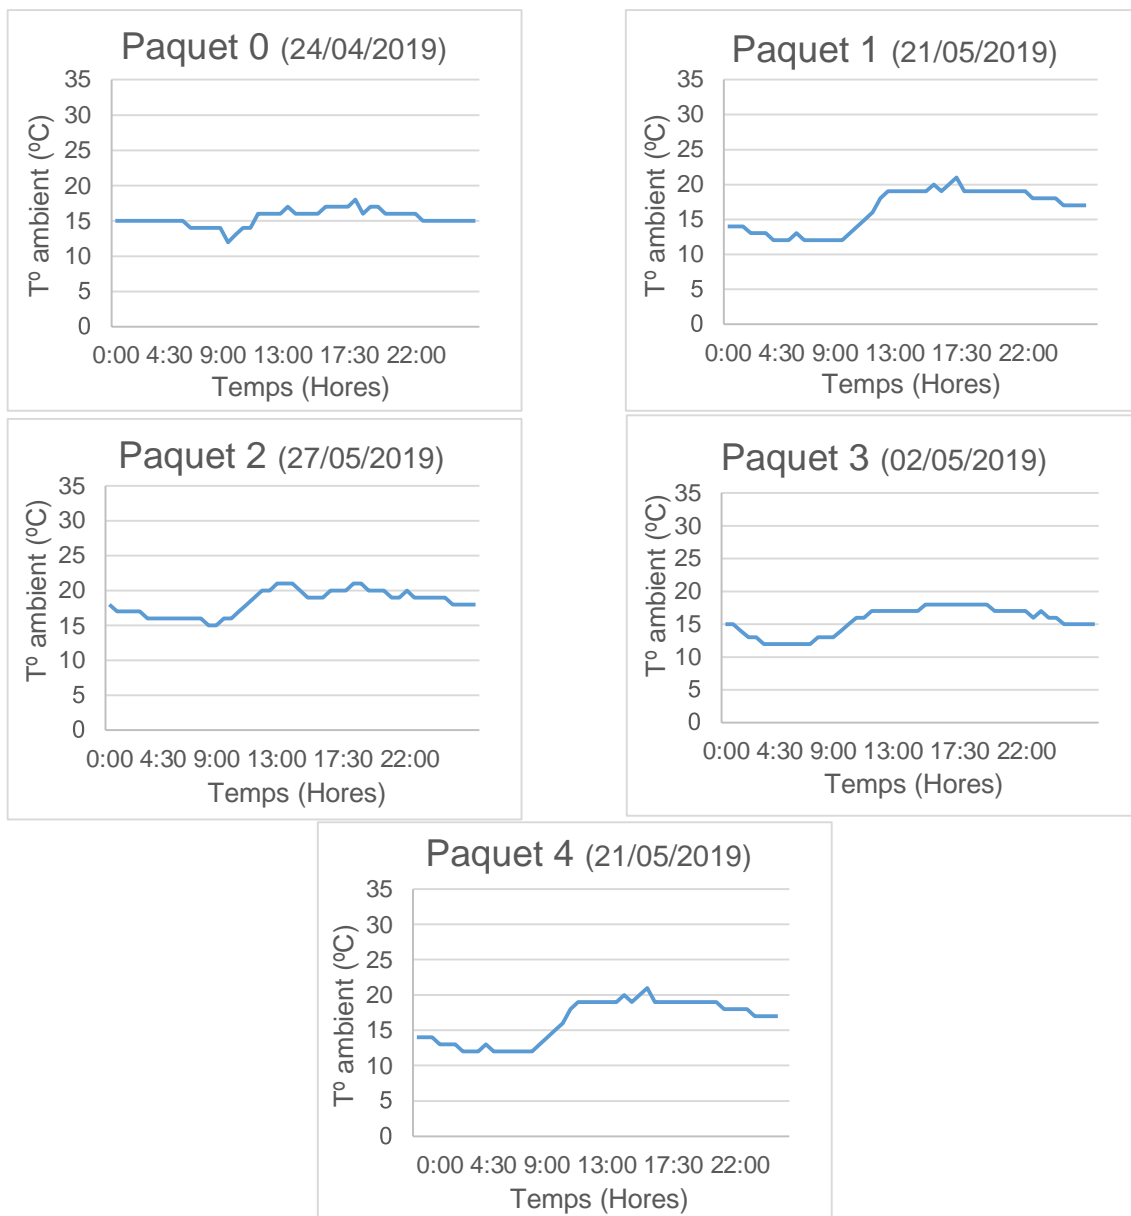 Paquet 0 (24/04/2019)
35
30
25
20
15
10
5
0
Tº ambient (ºC)
0:00 4:30 9:00 13:00 17:30 22:00
Temps (Hores)
Paquet 1 (21/05/2019)
35
30
25
20
15
10
5
0
Tº ambient (ºC)
0:00 4:30 9:00 13:00 17:30 22:00
Temps (Hores)
Paquet 2 (27/05/2019)
35
30
25
20
15
10
5
0
Tº ambient (ºC)
0:00 4:30 9:00 13:00 17:30 22:00
Temps (Hores)
Paquet 3 (02/05/2019)
35
30
25
20
15
10
5
0
Tº ambient (ºC)
0:00 4:30 9:00 13:00 17:30 22:00
Temps (Hores)
Paquet 4 (21/05/2019)
35
30
25
20
15
10
5
0
Tº ambient (ºC)
0:00 4:30 9:00 13:00 17:30 22:00
Temps (Hores)